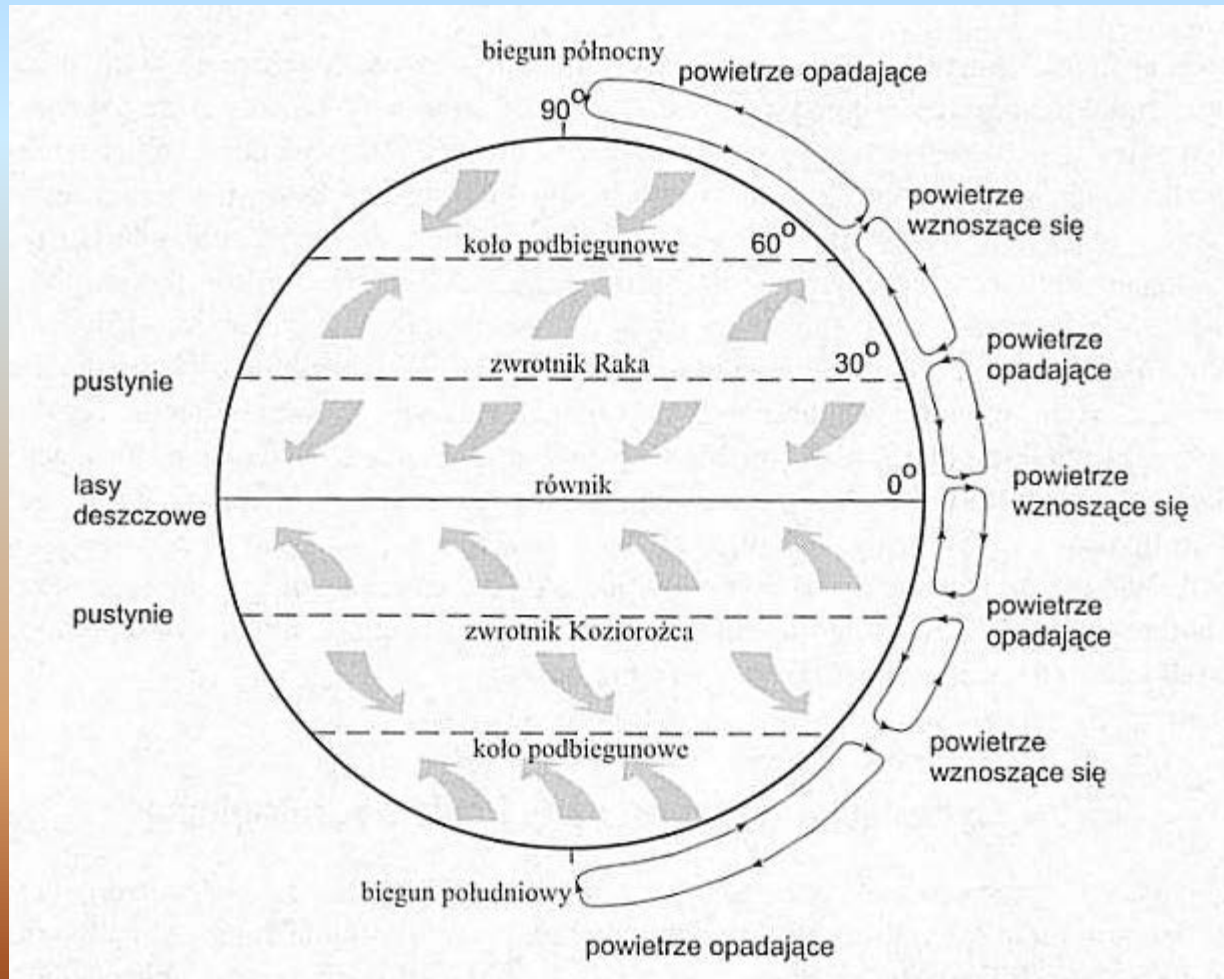 biegun północny
powietrze opadające
90°
powietrze
wznoszące się
koło podbiegunowe
60°
powietrze
opadające
zwrotnik Raka
30°
pustynie
powietrze
wznoszące się
równik
0°
lasy
deszczowe
powietrze
opadające
pustynie
zwrotnik Koziorożca
powietrze
wznoszące się
koło podbiegunowe
biegun południowy
powietrze opadające